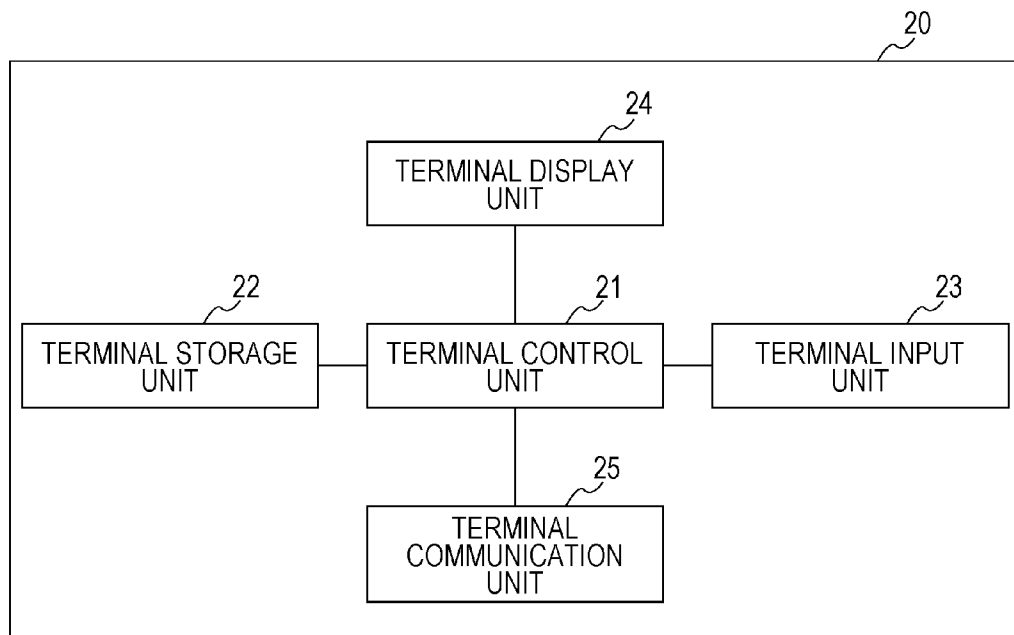 20
24
TERMINAL DISPLAY
UNIT
22
21
23
TERMINAL STORAGE
UNIT
TERMINAL CONTROL
UNIT
TERMINAL INPUT
UNIT
25
TERMINAL
COMMUNICATION
UNIT